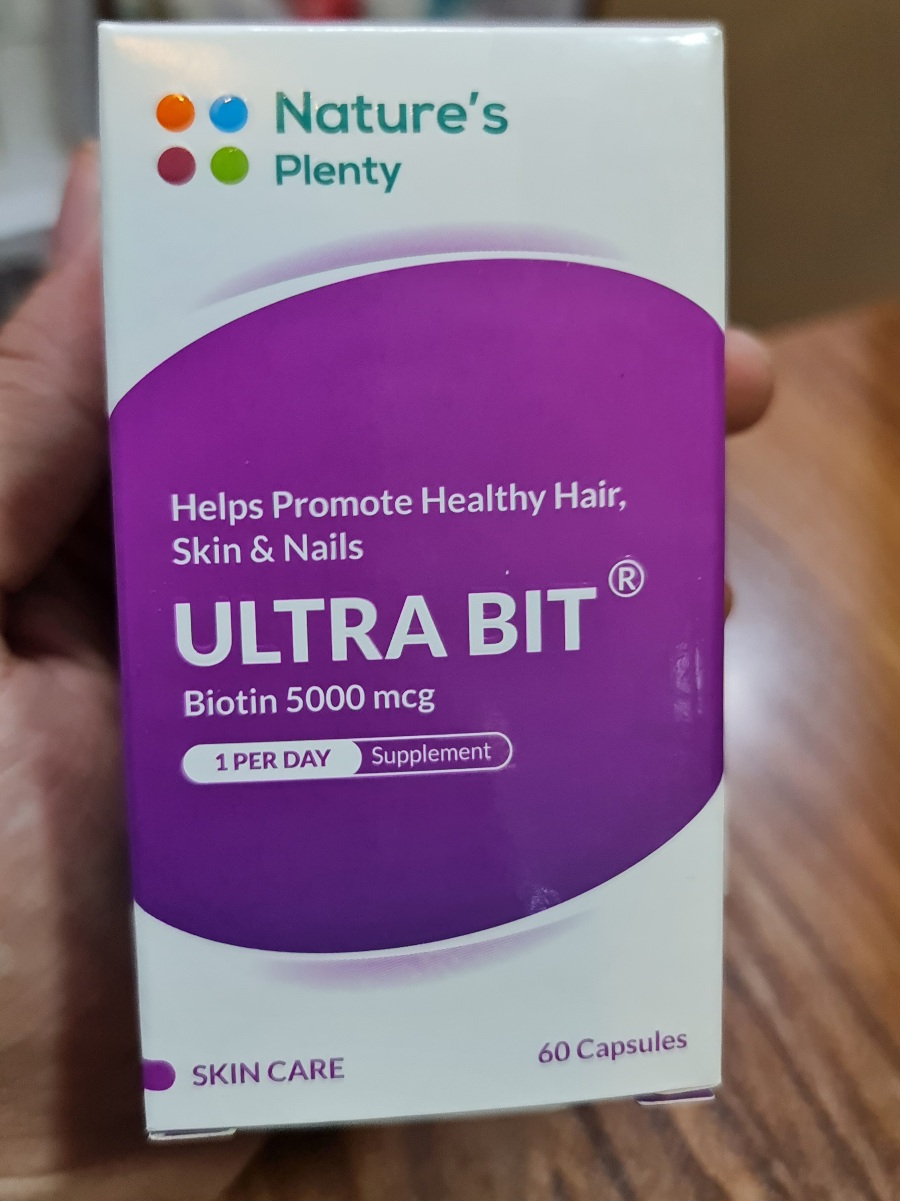 Nature's
Plenty
Helps Promote Healthy Hair,
Skin & Nails
ULTRA BIT®
Biotin 5000 mcg
1 PER DAY Supplement
SKIN CARE
60 Capsules